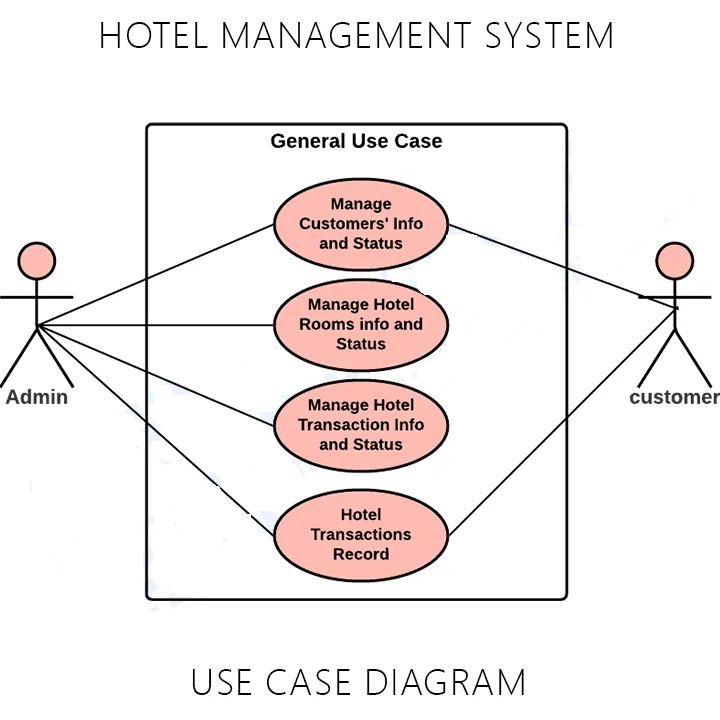 HOTEL MANAGEMENT SYSTEM
General Use Case
Manage
Customers' Info
and Status
Manage Hotel
Rooms info and
Status
Manage Hotel
Transaction Info
and Status
Hotel
Transactions
Record
Admin
customer
USE CASE DIAGRAM